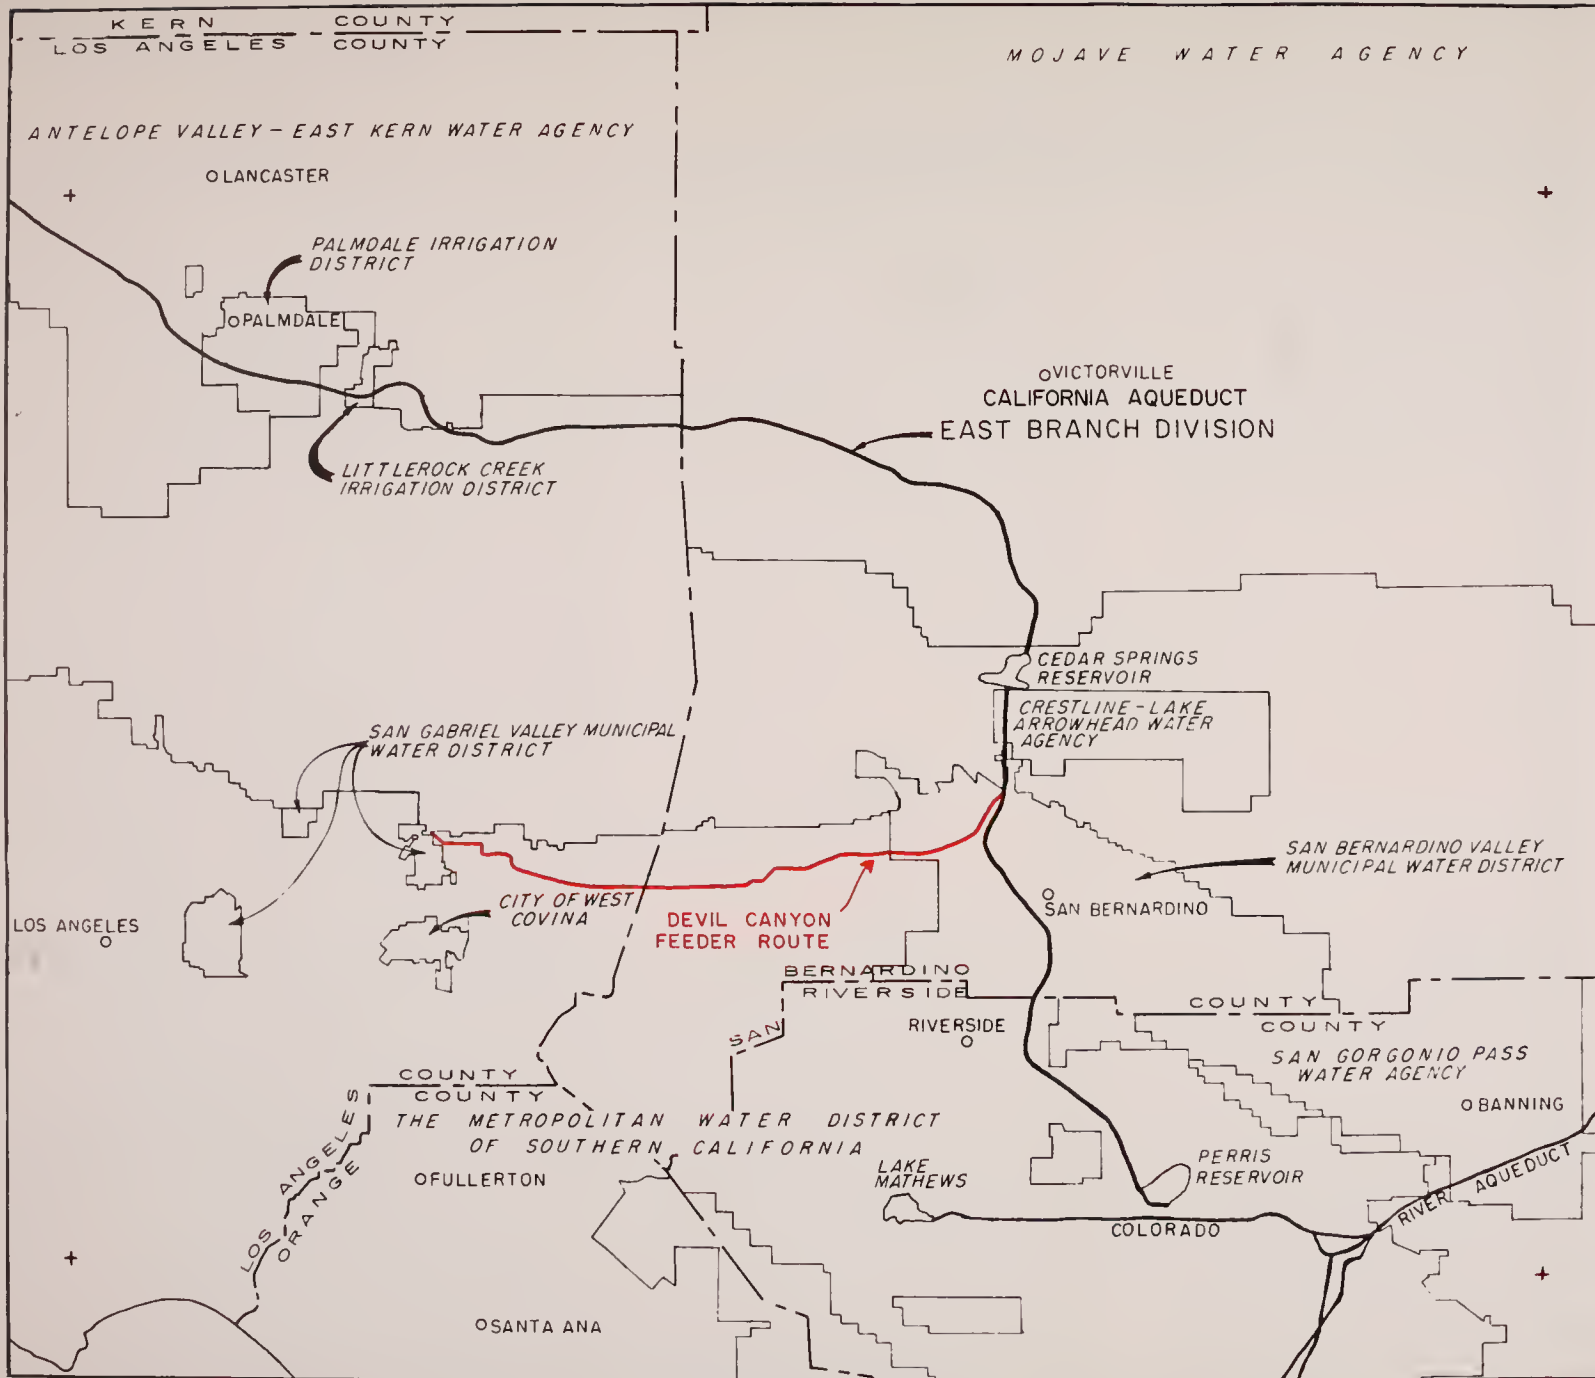 KERN COUNTY
LOS ANGELES COUNTY
MOJAVE WATER AGENCY
ANTELOPE VALLEY - EAST KERN WATER AGENCY
LANCASTER
PALMDALE IRRIGATION
DISTRICT
PALMDALE
VICTORVILLE
CALIFORNIA AQUEDUCT
EAST BRANCH DIVISION
LITTLEROCK CREEK
IRRIGATION DISTRICT
CEDAR SPRINGS
RESERVOIR
CRESTLINE - LAKE
ARROWHEAD WATER
AGENCY
SAN GABRIEL VALLEY MUNICIPAL
WATER DISTRICT
SAN BERNARDINO VALLEY
MUNICIPAL WATER DISTRICT
CITY OF WEST
COVINA
DEVIL CANYON
FEEDER ROUTE
SAN BERNARDINO
LOS ANGELES
SAN BERNARDINO COUNTY
RIVERSIDE COUNTY
RIVERSIDE
SAN GORGONIO PASS
WATER AGENCY
BANNING
LOS ANGELES COUNTY
ORANGE COUNTY
THE METROPOLITAN WATER DISTRICT
OF SOUTHERN CALIFORNIA
FULLERTON
LAKE
MATHEWS
PERRIS
RESERVOIR
COLORADO RIVER AQUEDUCT
SANTA ANA